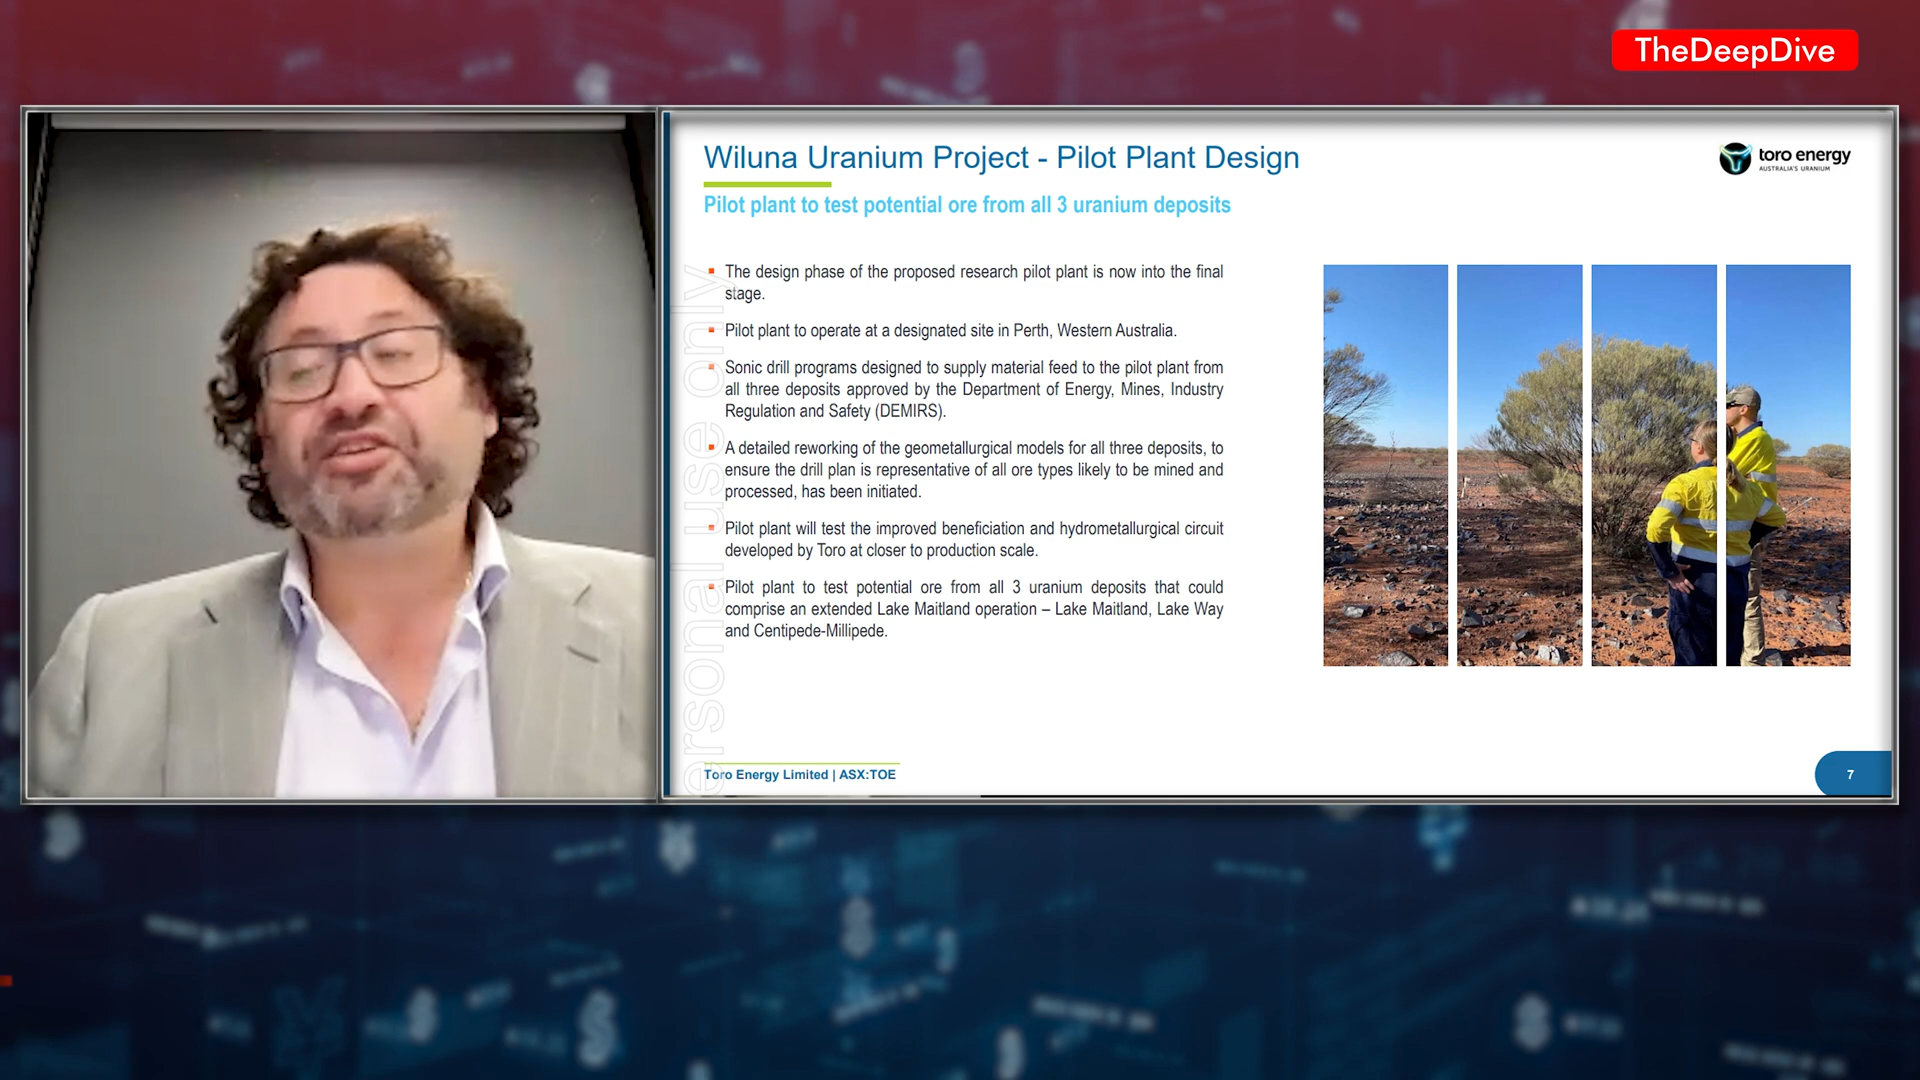 TheDeepDive
Wiluna Uranium Project - Pilot Plant Design
toro energy
AUSTRALIA'S URANIUM
Pilot plant to test potential ore from all 3 uranium deposits
The design phase of the proposed research pilot plant is now into the final
stage.
Pilot plant to operate at a designated site in Perth, Western Australia.
Sonic drill programs designed to supply material feed to the pilot plant from
all three deposits approved by the Department of Energy, Mines, Industry
Regulation and Safety (DEMIRS).
A detailed reworking of the geometallurgical models for all three deposits, to
ensure the drill plan is representative of all ore types likely to be mined and
processed, has been initiated.
Pilot plant will test the improved beneficiation and hydrometallurgical circuit
developed by Toro at closer to production scale.
Pilot plant to test potential ore from all 3 uranium deposits that could
comprise an extended Lake Maitland operation – Lake Maitland, Lake Way
and Centipede-Millipede.
ersonal use only
Toro Energy Limited | ASX:TOE
7